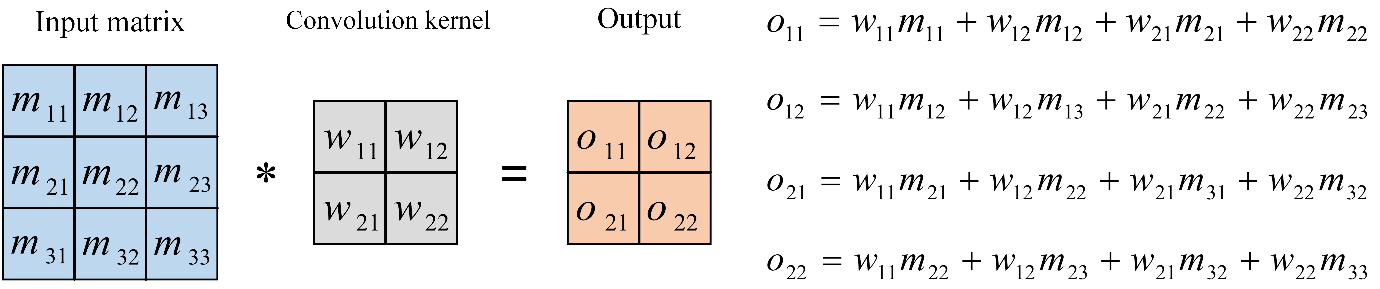 Input matrix Convolution kernel Output
m₁₁ m₁₂ m₁₃
m₂₁ m₂₂ m₂₃
m₃₁ m₃₂ m₃₃
*
w₁₁ w₁₂
w₂₁ w₂₂
=
o₁₁ o₁₂
o₂₁ o₂₂
o₁₁ = w₁₁m₁₁ + w₁₂m₁₂ + w₂₁m₂₁ + w₂₂m₂₂
o₁₂ = w₁₁m₁₂ + w₁₂m₁₃ + w₂₁m₂₂ + w₂₂m₂₃
o₂₁ = w₁₁m₂₁ + w₁₂m₂₂ + w₂₁m₃₁ + w₂₂m₃₂
o₂₂ = w₁₁m₂₂ + w₁₂m₂₃ + w₂₁m₃₂ + w₂₂m₃₃